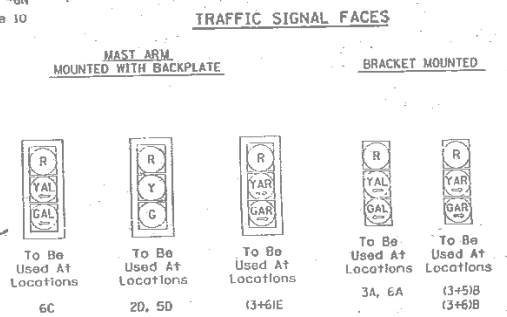 e 10
TRAFFIC SIGNAL FACES
MAST ARM
MOUNTED WITH BACKPLATE
BRACKET MOUNTED
R R R R R
YAL Y YAR YAL YAR
GAL G GAR GAL GAR
To Be To Be To Be To Be To Be
Used At Used At Used At Used At Used At
Locations Locations Locations Locations Locations
6C 2D, 5D (3+6)E 3A, 6A (3+5)B
(3+6)B